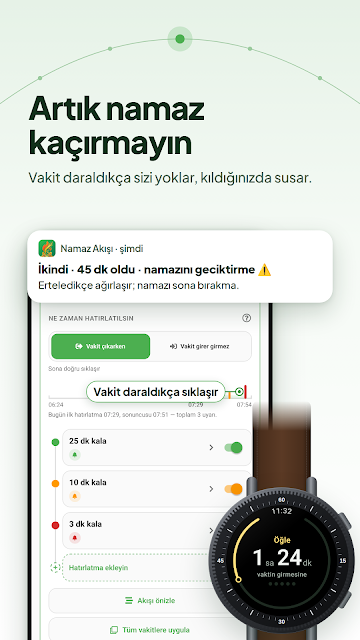 Artık namaz
kaçırmayın
Vakit daraldıkça sizi yoklar, kıldığınızda susar.
Namaz Akışı · şimdi
İkindi · 45 dk oldu · namazını geciktirme ⚠️
Erteledikçe ağırlaşır; namazı sona bırakma.
NE ZAMAN HATIRLATILSIN
Vakit çıkarken
Vakit girer girmez
Sona doğru sıklaşır
Vakit daraldıkça sıklaşır
06:24 07:29 07:54
Bugün ilk hatırlatma 07:29, sonuncusu 07:51 — toplam 3 uyarı.
25 dk kala
10 dk kala
3 dk kala
Hatırlatma ekleyin
Akışı önizle
Tüm vakitlere uygula
60
11:32
Öğle
1 sa 24 dk
vaktin girmesine
45
15
30